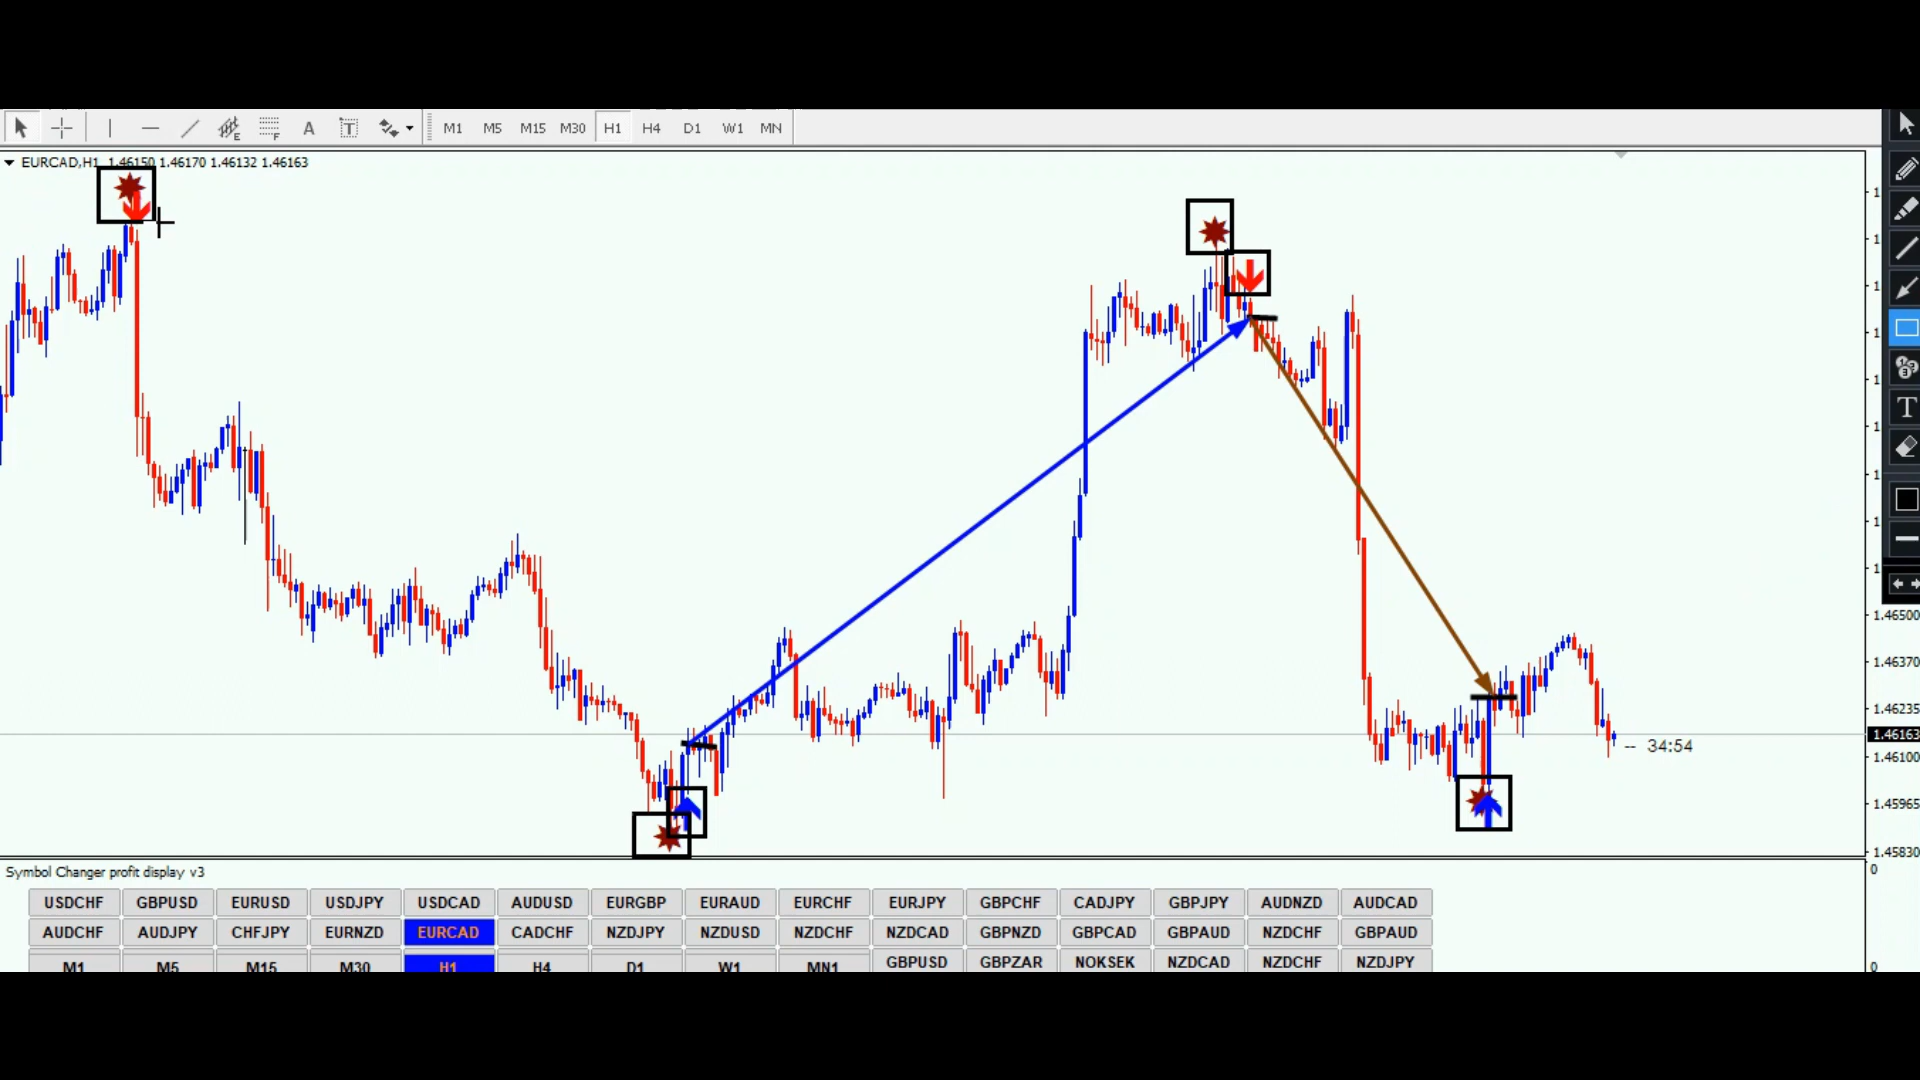 A T M1 M5 M15 M30 H1 H4 D1 W1 MN
EURCAD,H1 1.46150 1.46170 1.46132 1.46163
T
1.46500
1.46370
1.46235
1.46163
34:54
1.46100
1.45965
1.45830
Symbol Changer profit display v3
0
USDCHF GBPUSD EURUSD USDJPY USDCAD AUDUSD EURGBP EURAUD EURCHF EURJPY GBPCHF CADJPY GBPJPY AUDNZD AUDCAD
AUDCHF AUDJPY CHFJPY EURNZD EURCAD CADCHF NZDJPY NZDUSD NZDCHF NZDCAD GBPNZD GBPCAD GBPAUD NZDCHF GBPAUD
M1 M5 M15 M30 H1 H4 D1 W1 MN1 GBPUSD GBPZAR NOKSEK NZDCAD NZDCHF NZDJPY
0